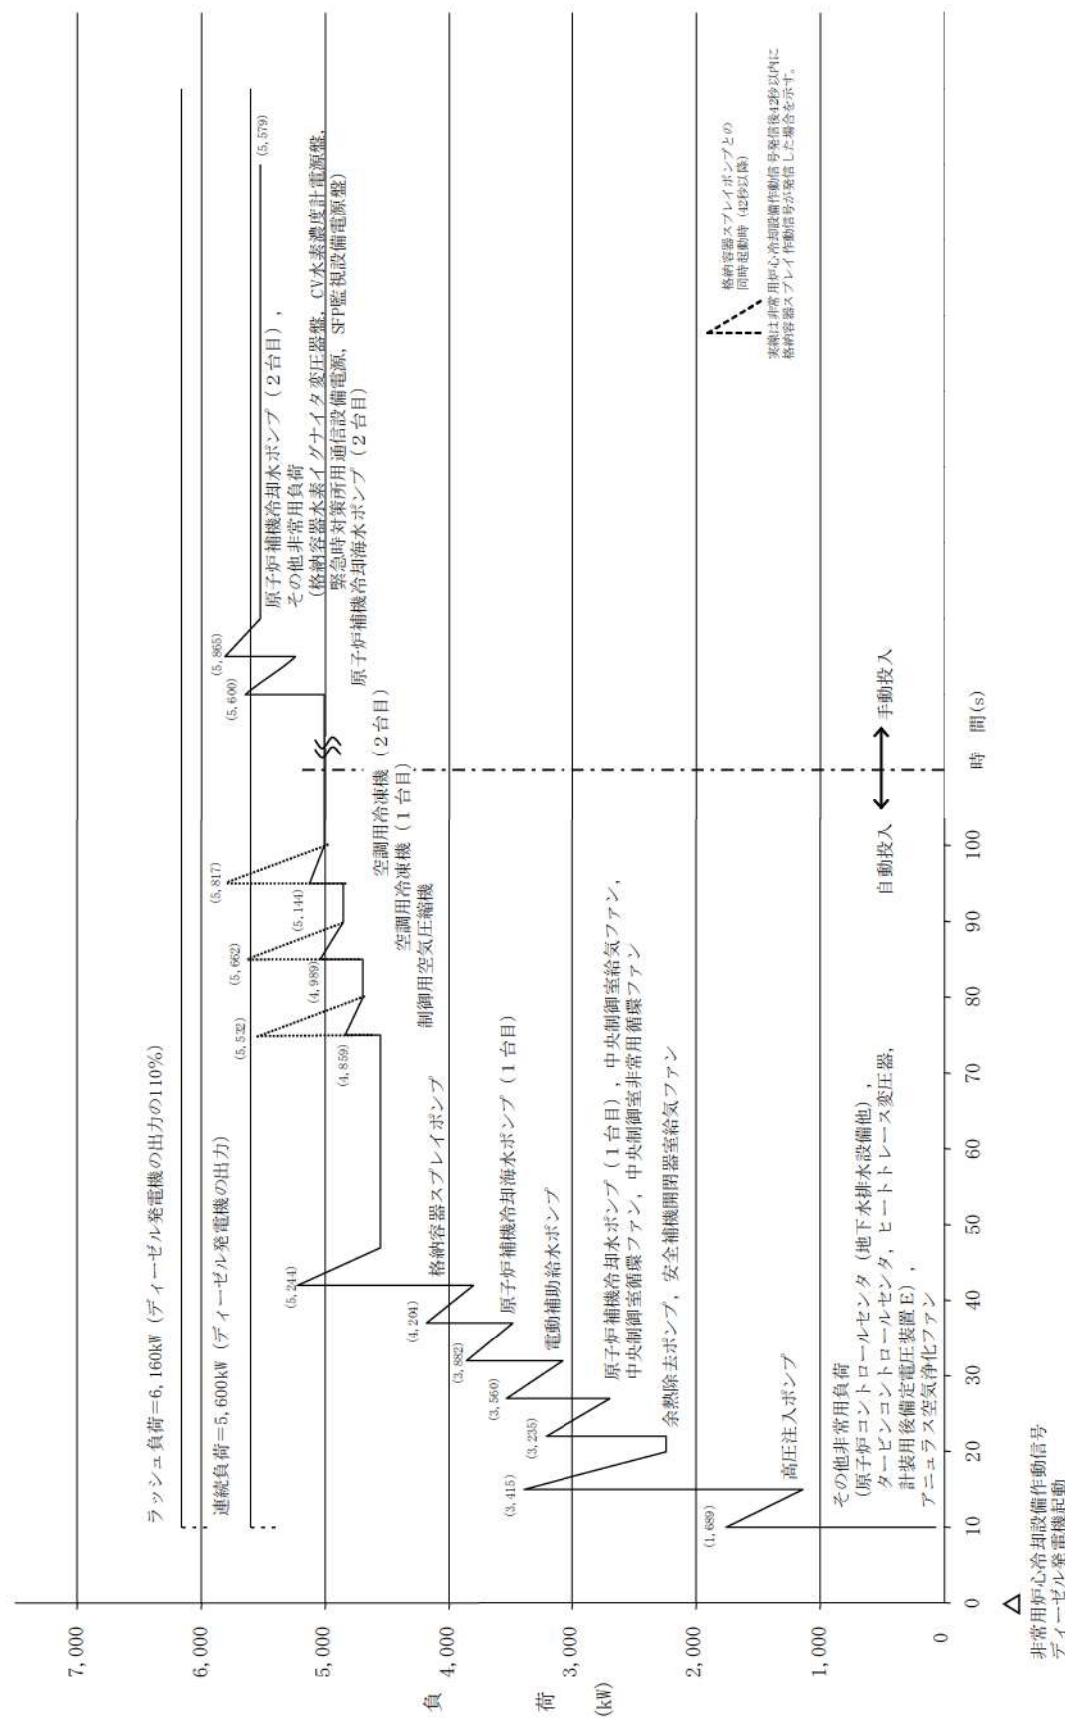 ラッシュ負荷=6,160kW (ディーゼル発電機の出力の110%)
連続負荷=5,600kW (ディーゼル発電機の出力)
7,000
6,000
5,000
4,000
3,000
2,000
1,000
0
負
荷
(kW)
0
10
20
30
40
50
60
70
80
90
100
時 間(s)
自動投入
手動投入
非常用炉心冷却設備作動信号
ディーゼル発電機起動
(1,689)
(3,415)
(3,235)
(3,560)
(3,882)
(4,204)
(5,244)
(4,859)
(5,532)
(4,989)
(5,662)
(5,144)
(5,817)
(5,600)
(5,865)
(5,579)
その他非常用負荷
(原子炉コントロールセンタ (地下水排水設備他),
タービンコントロールセンタ, ヒートトレース変圧器,
計装用後備定電圧装置E),
アニュラス空気浄化ファン
高圧注入ポンプ
余熱除去ポンプ, 安全補機開閉器室給気ファン
原子炉補機冷却水ポンプ (1台目), 中央制御室給気ファン,
中央制御室循環ファン, 中央制御室非常用循環ファン
電動補助給水ポンプ
原子炉補機冷却海水ポンプ (1台目)
格納容器スプレイポンプ
制御用空気圧縮機
空調用冷凍機 (1台目)
空調用冷凍機 (2台目)
原子炉補機冷却水ポンプ (2台目),
その他非常用負荷
(格納容器水素イグナイタ変圧器盤, CV水素濃度計電源盤,
緊急時対策所用通信設備電源, SFP監視設備電源盤)
原子炉補機冷却海水ポンプ (2台目)
格納容器スプレイポンプとの
同時起動時 (42秒以降)
実線は非常用炉心冷却設備作動信号発信後42秒以内に
格納容器スプレイ作動信号が発信した場合を示す。